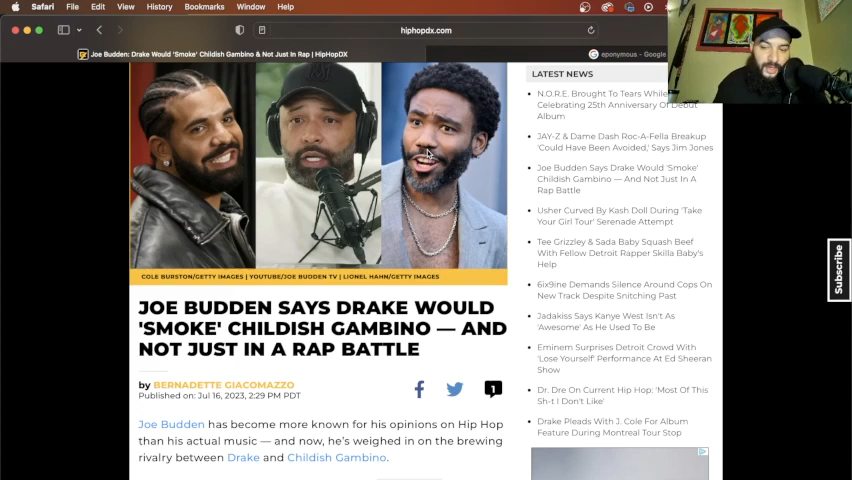 Safari File Edit View History Bookmarks Window Help
hiphopdx.com
Joe Budden: Drake Would 'Smoke' Childish Gambino & Not Just In Rap | HipHopDX
eponymous - Google
LATEST NEWS
N.O.R.E. Brought To Tears While
Celebrating 25th Anniversary Of Debut
Album
JAY-Z & Dame Dash Roc-A-Fella Breakup
'Could Have Been Avoided,' Says Jim Jones
Joe Budden Says Drake Would 'Smoke'
Childish Gambino — And Not Just In A
Rap Battle
Usher Curved By Kash Doll During 'Take
Your Girl Tour' Serenade Attempt
Tee Grizzley & Sada Baby Squash Beef
With Fellow Detroit Rapper Skilla Baby's
Help
6ix9ine Demands Silence Around Cops On
New Track Despite Snitching Past
Jadakiss Says Kanye West Isn't As
'Awesome' As He Used To Be
Eminem Surprises Detroit Crowd With
'Lose Yourself' Performance At Ed Sheeran
Show
Dr. Dre On Current Hip Hop: 'Most Of This
Sh-t I Don't Like'
Drake Pleads With J. Cole For Album
Feature During Montreal Tour Stop
COLE BURSTON/GETTY IMAGES | YOUTUBE/JOE BUDDEN TV | LIONEL HAHN/GETTY IMAGES
JOE BUDDEN SAYS DRAKE WOULD
'SMOKE' CHILDISH GAMBINO — AND
NOT JUST IN A RAP BATTLE
by BERNADETTE GIACOMAZZO
Published on: Jul 16, 2023, 2:29 PM PDT
1
Joe Budden has become more known for his opinions on Hip Hop
than his actual music — and now, he's weighed in on the brewing
rivalry between Drake and Childish Gambino.
Subscribe